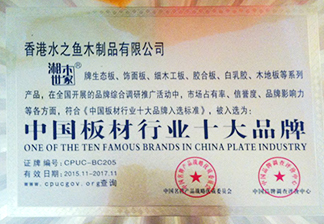 香港水之鱼木制品有限公司
湘木世家 牌生态板、饰面板、细木工板、胶合板、白乳胶、木地板等系列
产品，在全国开展的品牌综合调研推广活动中，市场占有率、信誉度、品牌影响力
等各方面，符合《中国板材行业十大品牌入选标准》，被入选为：
中国板材行业十大品牌
ONE OF THE TEN FAMOUS BRANDS IN CHINA PLATE INDUSTRY
证牌编号：CPUC-BC205
有效日期：2015.11-2017.11
www.cpucgov.org查询